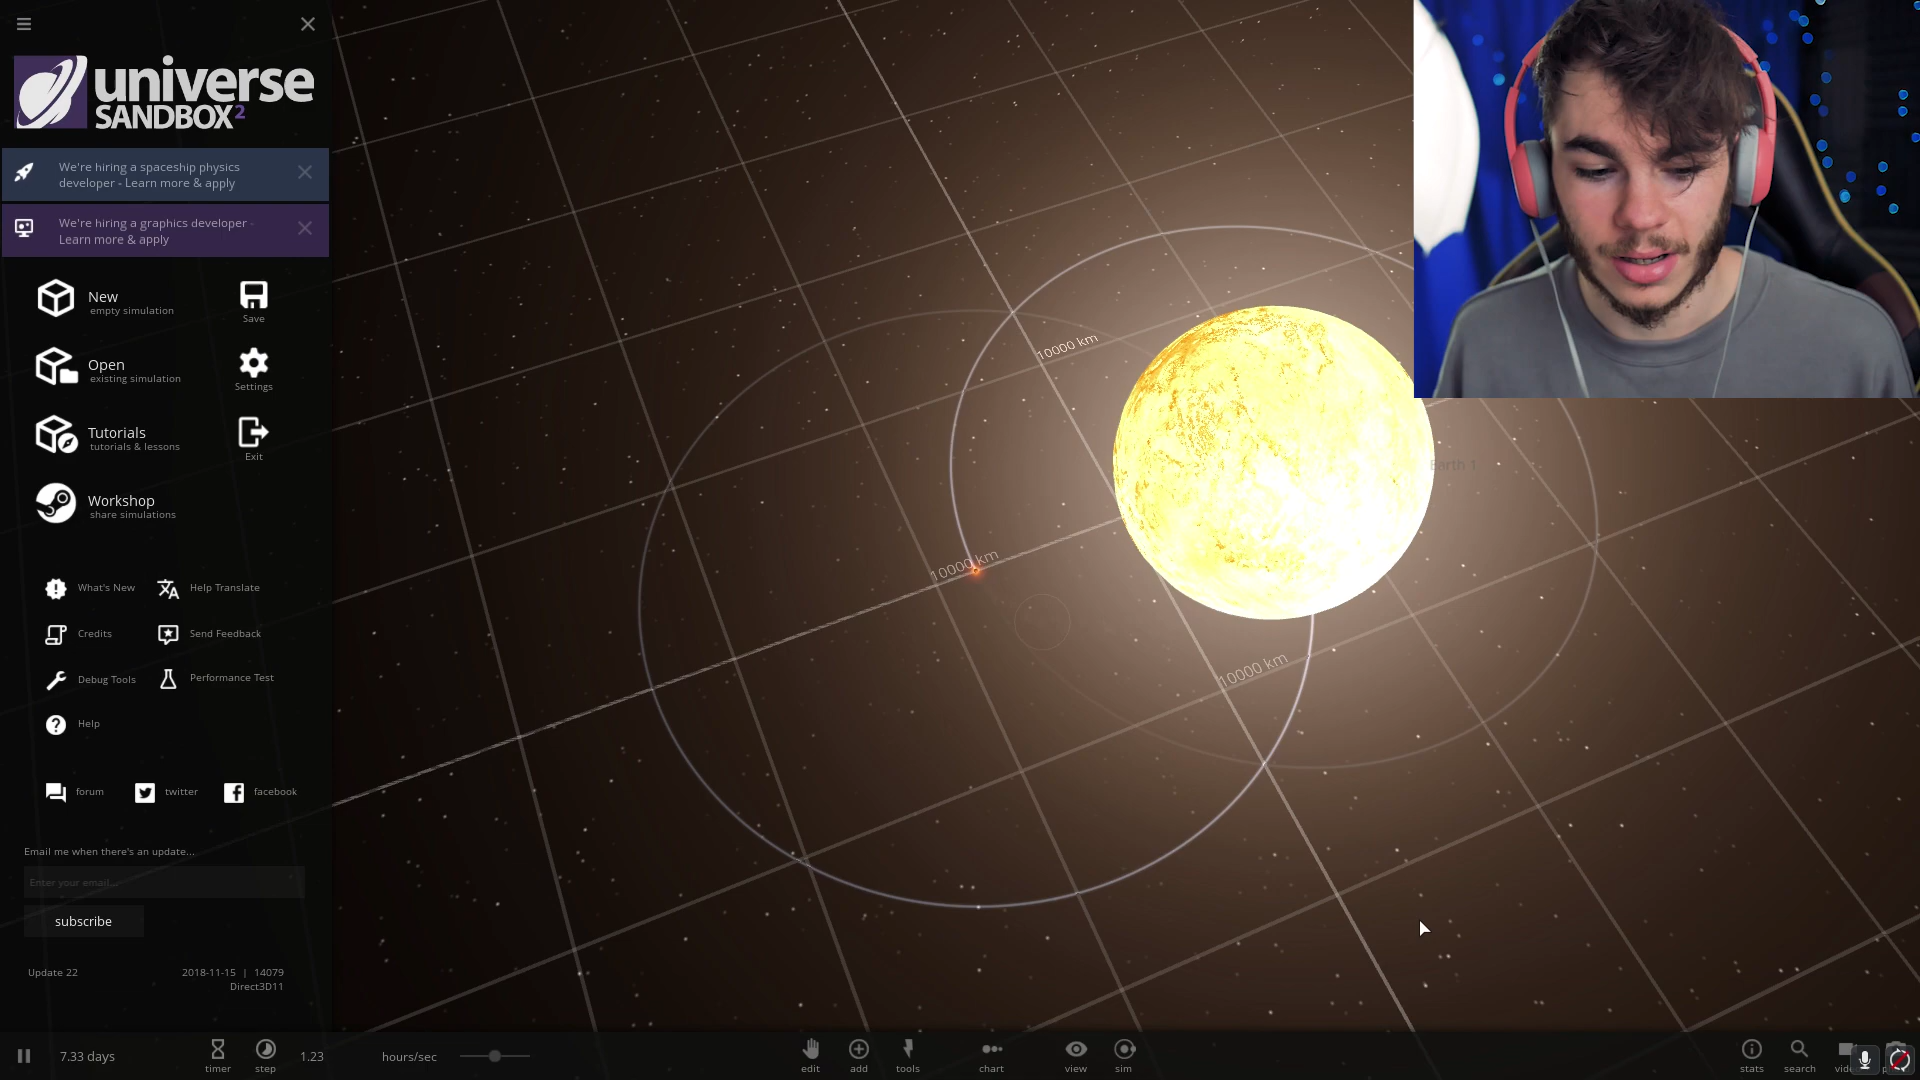 universe
SANDBOX²
We're hiring a spaceship physics
developer - Learn more & apply
We're hiring a graphics developer -
Learn more & apply
New
empty simulation
Save
Open
existing simulation
Settings
Tutorials
tutorials & lessons
Exit
Workshop
share simulations
What's New
Help Translate
Credits
Send Feedback
Debug Tools
Performance Test
Help
forum
twitter
facebook
Email me when there's an update...
Enter your email...
subscribe
Update 22
2018-11-15 | 14079
Direct3D11
10000 km
Earth 1
10000 km
10000 km
7.33 days
timer
step
1.23
hours/sec
edit
add
tools
chart
view
sim
stats
search